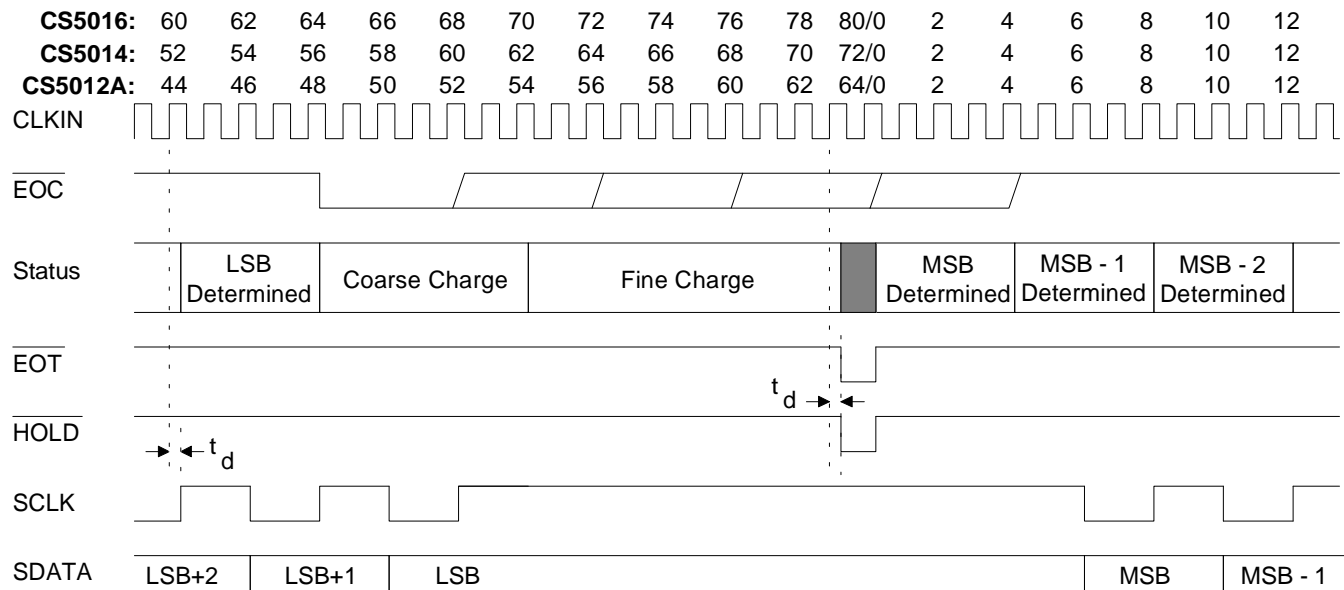 CS5016: 60 62 64 66 68 70 72 74 76 78 80/0 2 4 6 8 10 12
CS5014: 52 54 56 58 60 62 64 66 68 70 72/0 2 4 6 8 10 12
CS5012A: 44 46 48 50 52 54 56 58 60 62 64/0 2 4 6 8 10 12
CLKIN
EOC
Status
LSB
Determined
Coarse Charge
Fine Charge
MSB
Determined
MSB - 1
Determined
MSB - 2
Determined
EOT
td
HOLD
td
SCLK
SDATA LSB+2 LSB+1 LSB MSB MSB - 1